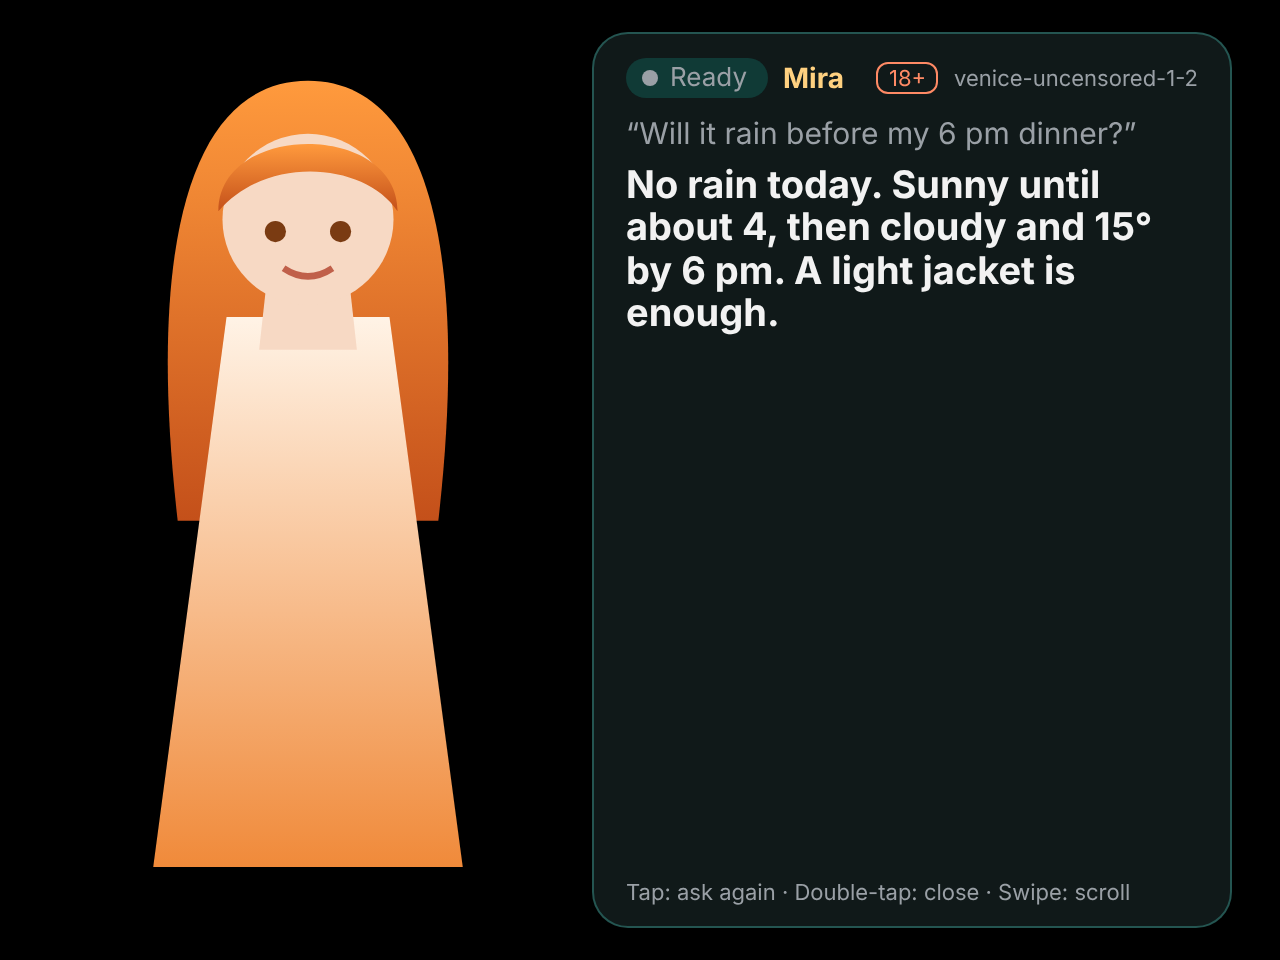 Ready Mira 18+ venice-uncensored-1-2
“Will it rain before my 6 pm dinner?”
No rain today. Sunny until
about 4, then cloudy and 15°
by 6 pm. A light jacket is
enough.
Tap: ask again · Double-tap: close · Swipe: scroll